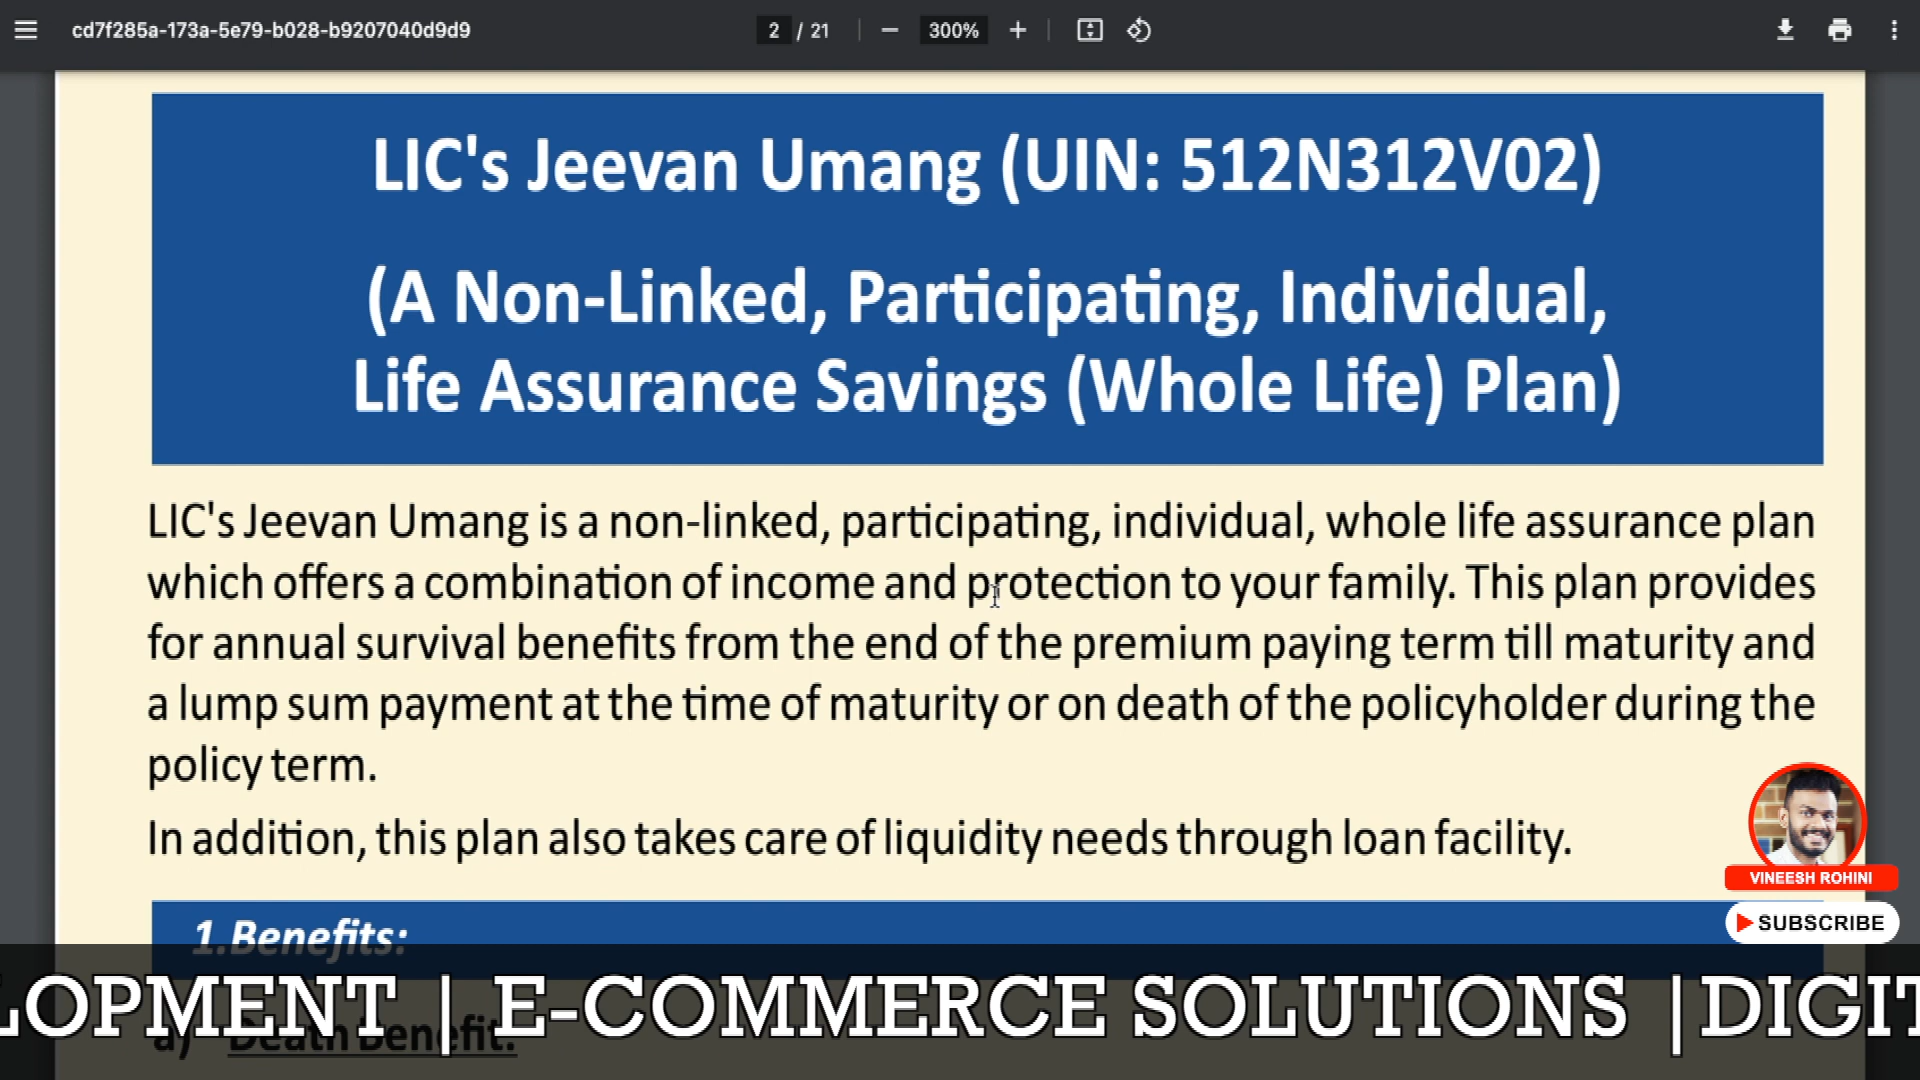 cd7f285a-173a-5e79-b028-b9207040d9d9
2 / 21
300%
LIC's Jeevan Umang (UIN: 512N312V02)
(A Non-Linked, Participating, Individual,
Life Assurance Savings (Whole Life) Plan)
LIC's Jeevan Umang is a non-linked, participating, individual, whole life assurance plan
which offers a combination of income and protection to your family. This plan provides
for annual survival benefits from the end of the premium paying term till maturity and
a lump sum payment at the time of maturity or on death of the policyholder during the
policy term.
In addition, this plan also takes care of liquidity needs through loan facility.
VINEESH ROHINI
SUBSCRIBE
1. Benefits:
LOPMENT | E-COMMERCE SOLUTIONS | DIGIT
a) Death Benefit: